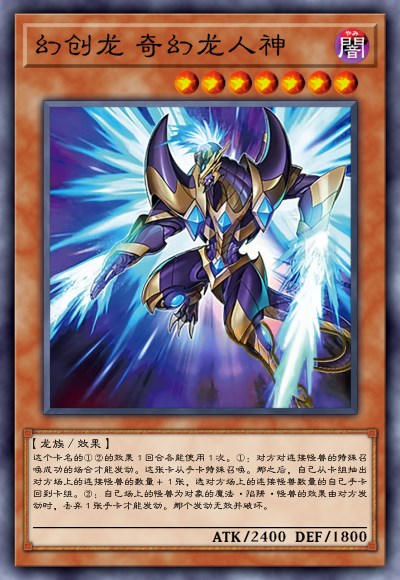 幻创龙 奇幻龙人神
やみ
闇
【龙族／效果】
这个卡名的①②的效果1回合各能使用1次。①：对方对连接怪兽的特殊召
唤成功的场合才能发动。这张卡从手卡特殊召唤。那之后，自己从卡组抽出
对方场上的连接怪兽的数量＋1张，选对方场上的连接怪兽数量的自己手卡
回到卡组。②：自己场上的怪兽为对象的魔法·陷阱·怪兽的效果由对方发
动时，丢弃1张手卡才能发动。那个发动无效并破坏。
ATK/2400 DEF/1800